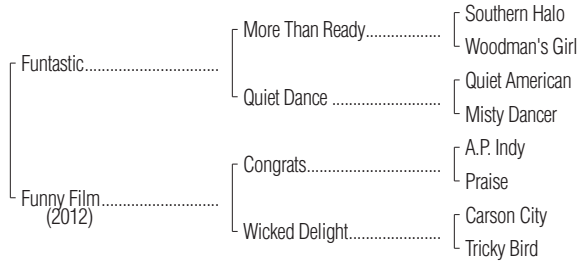 Southern Halo
More Than Ready..................
Woodman's Girl
Funtastic................................
Quiet American
Quiet Dance ..........................
Misty Dancer
A.P. Indy
Congrats................................
Praise
Funny Film............................
(2012)
Carson City
Wicked Delight......................
Tricky Bird